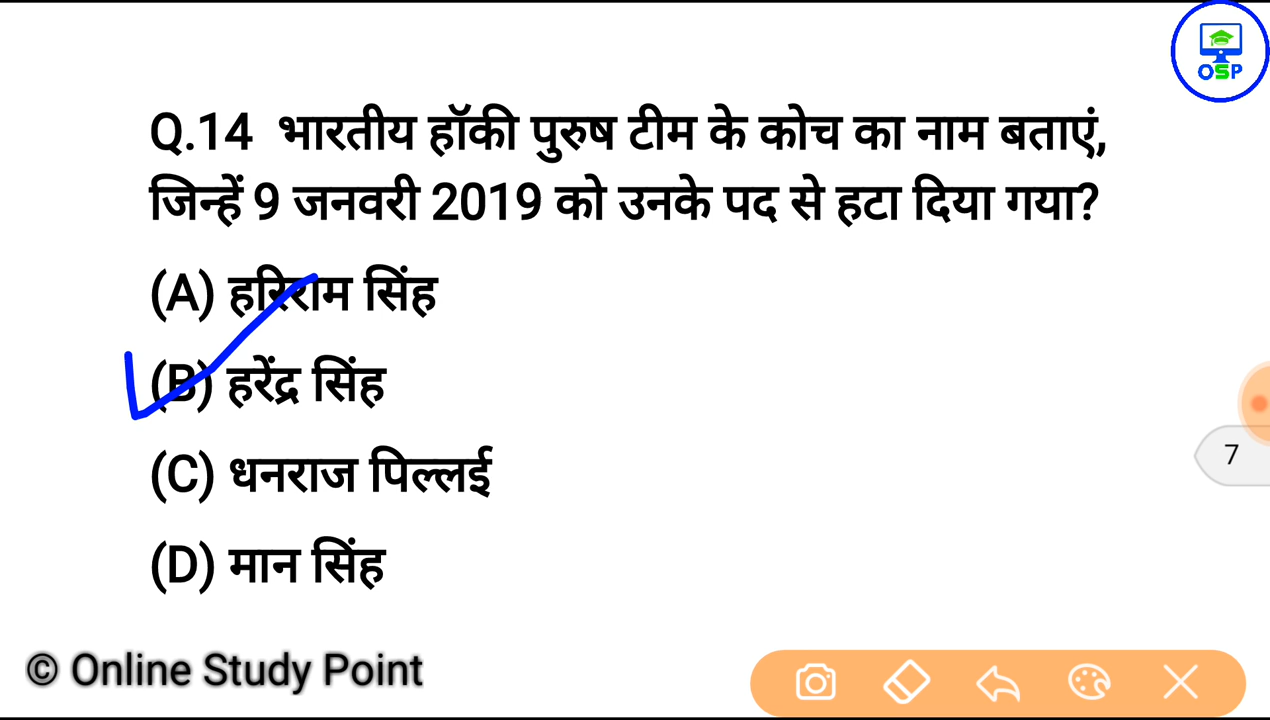 OSP
Q.14 भारतीय हॉकी पुरुष टीम के कोच का नाम बताएं,
जिन्हें 9 जनवरी 2019 को उनके पद से हटा दिया गया?
(A) हरिराम सिंह
(B) हरेंद्र सिंह
(C) धनराज पिल्लई
(D) मान सिंह
7
© Online Study Point